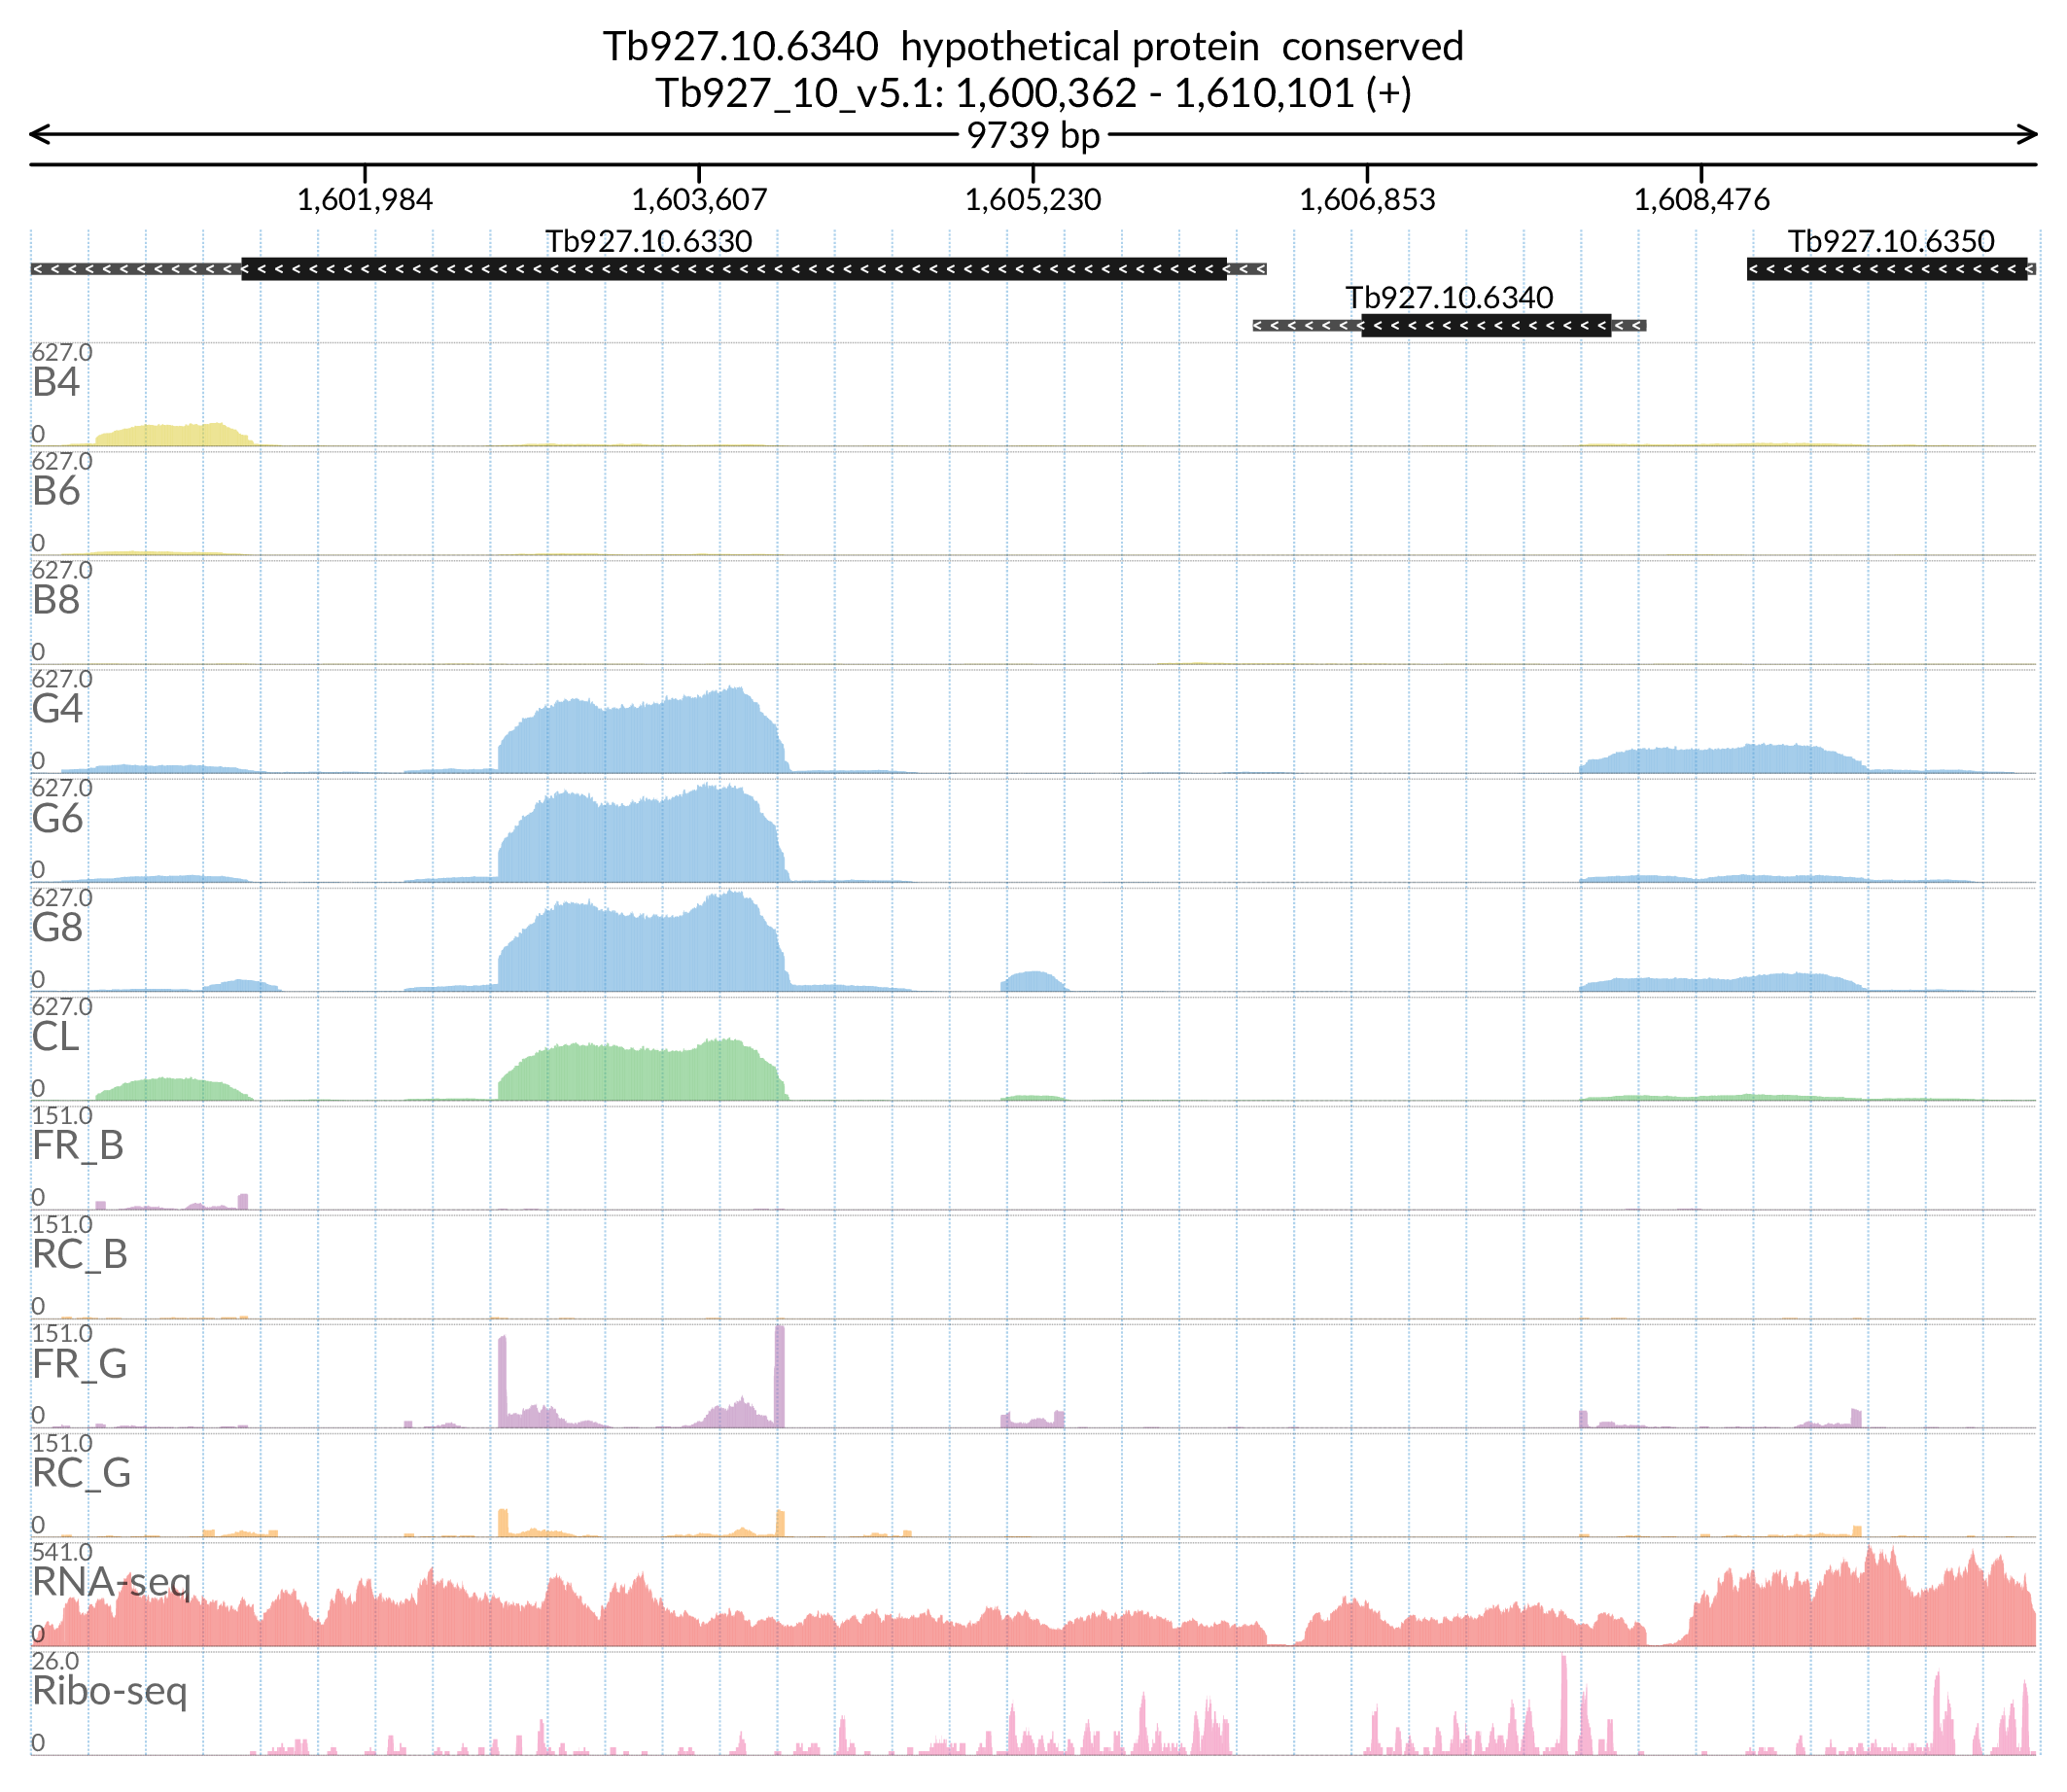 Tb927.10.6340  hypothetical protein  conserved
Tb927_10_v5.1: 1,600,362 - 1,610,101 (+)
9739 bp
1,601,984 1,603,607 1,605,230 1,606,853 1,608,476
Tb927.10.6330 Tb927.10.6350
Tb927.10.6340
627.0
B4
0
627.0
B6
0
627.0
B8
0
627.0
G4
0
627.0
G6
0
627.0
G8
0
627.0
CL
0
151.0
FR_B
0
151.0
RC_B
0
151.0
FR_G
0
151.0
RC_G
0
541.0
RNA-seq
0
26.0
Ribo-seq
0